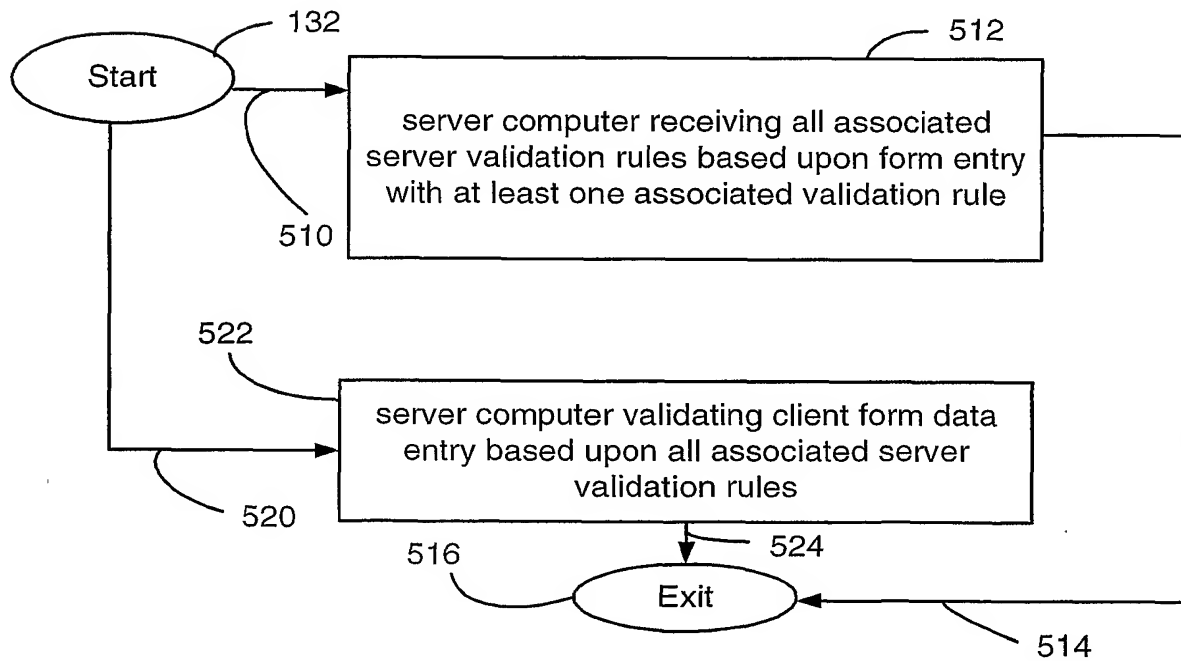 132
512
Start
server computer receiving all associated
server validation rules based upon form entry
with at least one associated validation rule
510
522
server computer validating client form data
entry based upon all associated server
validation rules
520
524
516
Exit
514